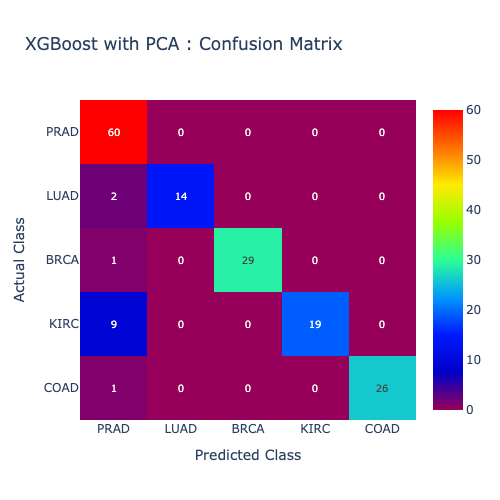 XGBoost with PCA : Confusion Matrix
Actual Class
PRAD 60 0 0 0 0
LUAD 2 14 0 0 0
BRCA 1 0 29 0 0
KIRC 9 0 0 19 0
COAD 1 0 0 0 26
PRAD LUAD BRCA KIRC COAD
Predicted Class
60
50
40
30
20
10
0